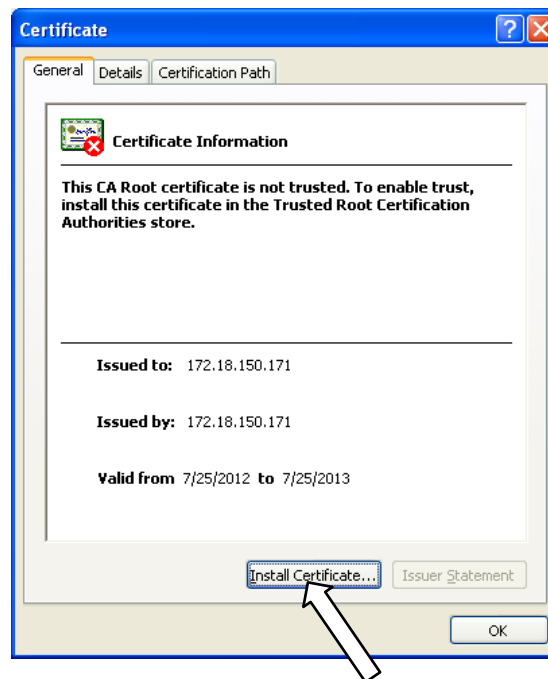 Certificate
General Details Certification Path
Certificate Information
This CA Root certificate is not trusted. To enable trust,
install this certificate in the Trusted Root Certification
Authorities store.
Issued to: 172.18.150.171
Issued by: 172.18.150.171
Valid from 7/25/2012 to 7/25/2013
Install Certificate... Issuer Statement
OK